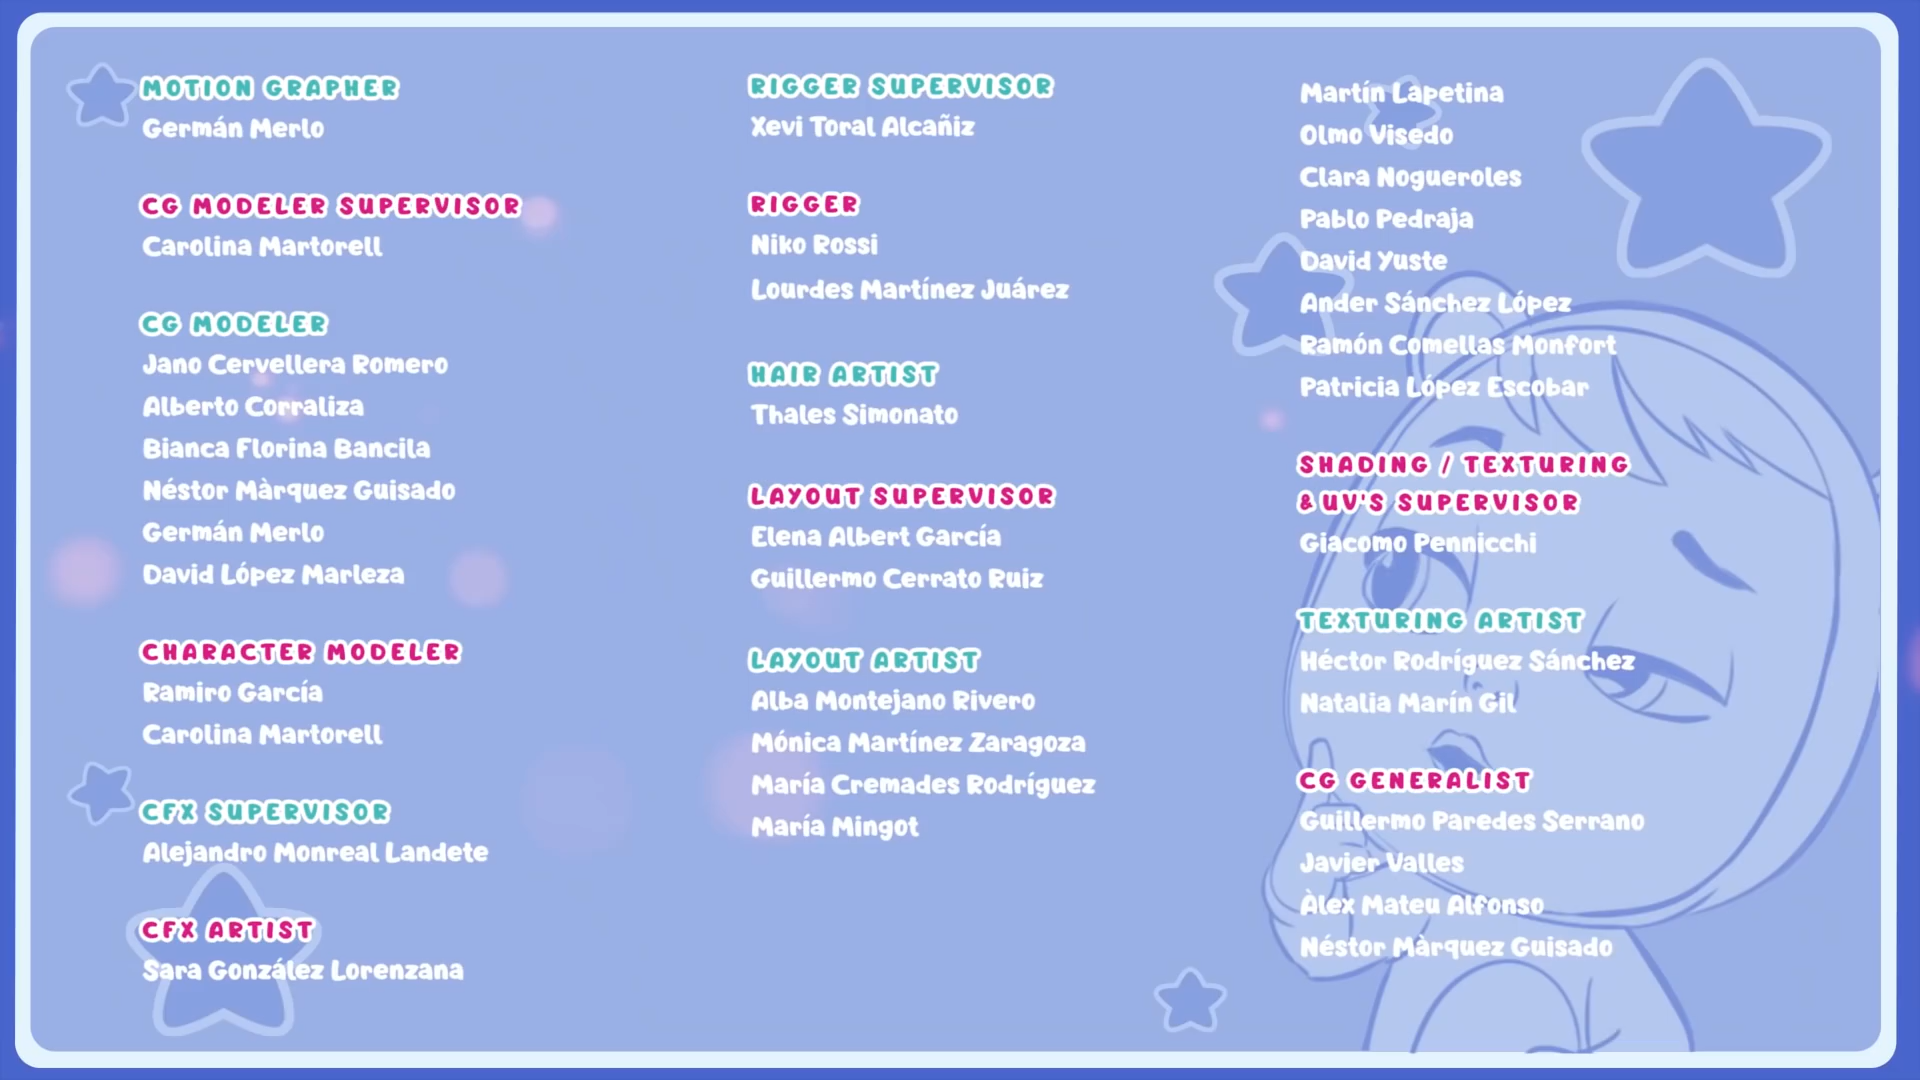 MOTION GRAPHER
Germán Merlo
CG MODELER SUPERVISOR
Carolina Martorell
CG MODELER
Jano Cervellera Romero
Alberto Corraliza
Bianca Florina Bancila
Néstor Màrquez Guisado
Germán Merlo
David López Marleza
CHARACTER MODELER
Ramiro García
Carolina Martorell
CFX SUPERVISOR
Alejandro Monreal Landete
CFX ARTIST
Sara González Lorenzana
RIGGER SUPERVISOR
Xevi Toral Alcañiz
RIGGER
Niko Rossi
Lourdes Martínez Juárez
HAIR ARTIST
Thales Simonato
LAYOUT SUPERVISOR
Elena Albert García
Guillermo Cerrato Ruiz
LAYOUT ARTIST
Alba Montejano Rivero
Mónica Martínez Zaragoza
María Cremades Rodríguez
María Mingot
Martín Lapetina
Olmo Visedo
Clara Nogueroles
Pablo Pedraja
David Yuste
Ander Sánchez López
Ramón Comellas Monfort
Patricia López Escobar
SHADING / TEXTURING
& UV'S SUPERVISOR
Giacomo Pennicchi
TEXTURING ARTIST
Héctor Rodríguez Sánchez
Natalia Marín Gil
CG GENERALIST
Guillermo Paredes Serrano
Javier Valles
Àlex Mateu Alfonso
Néstor Màrquez Guisado